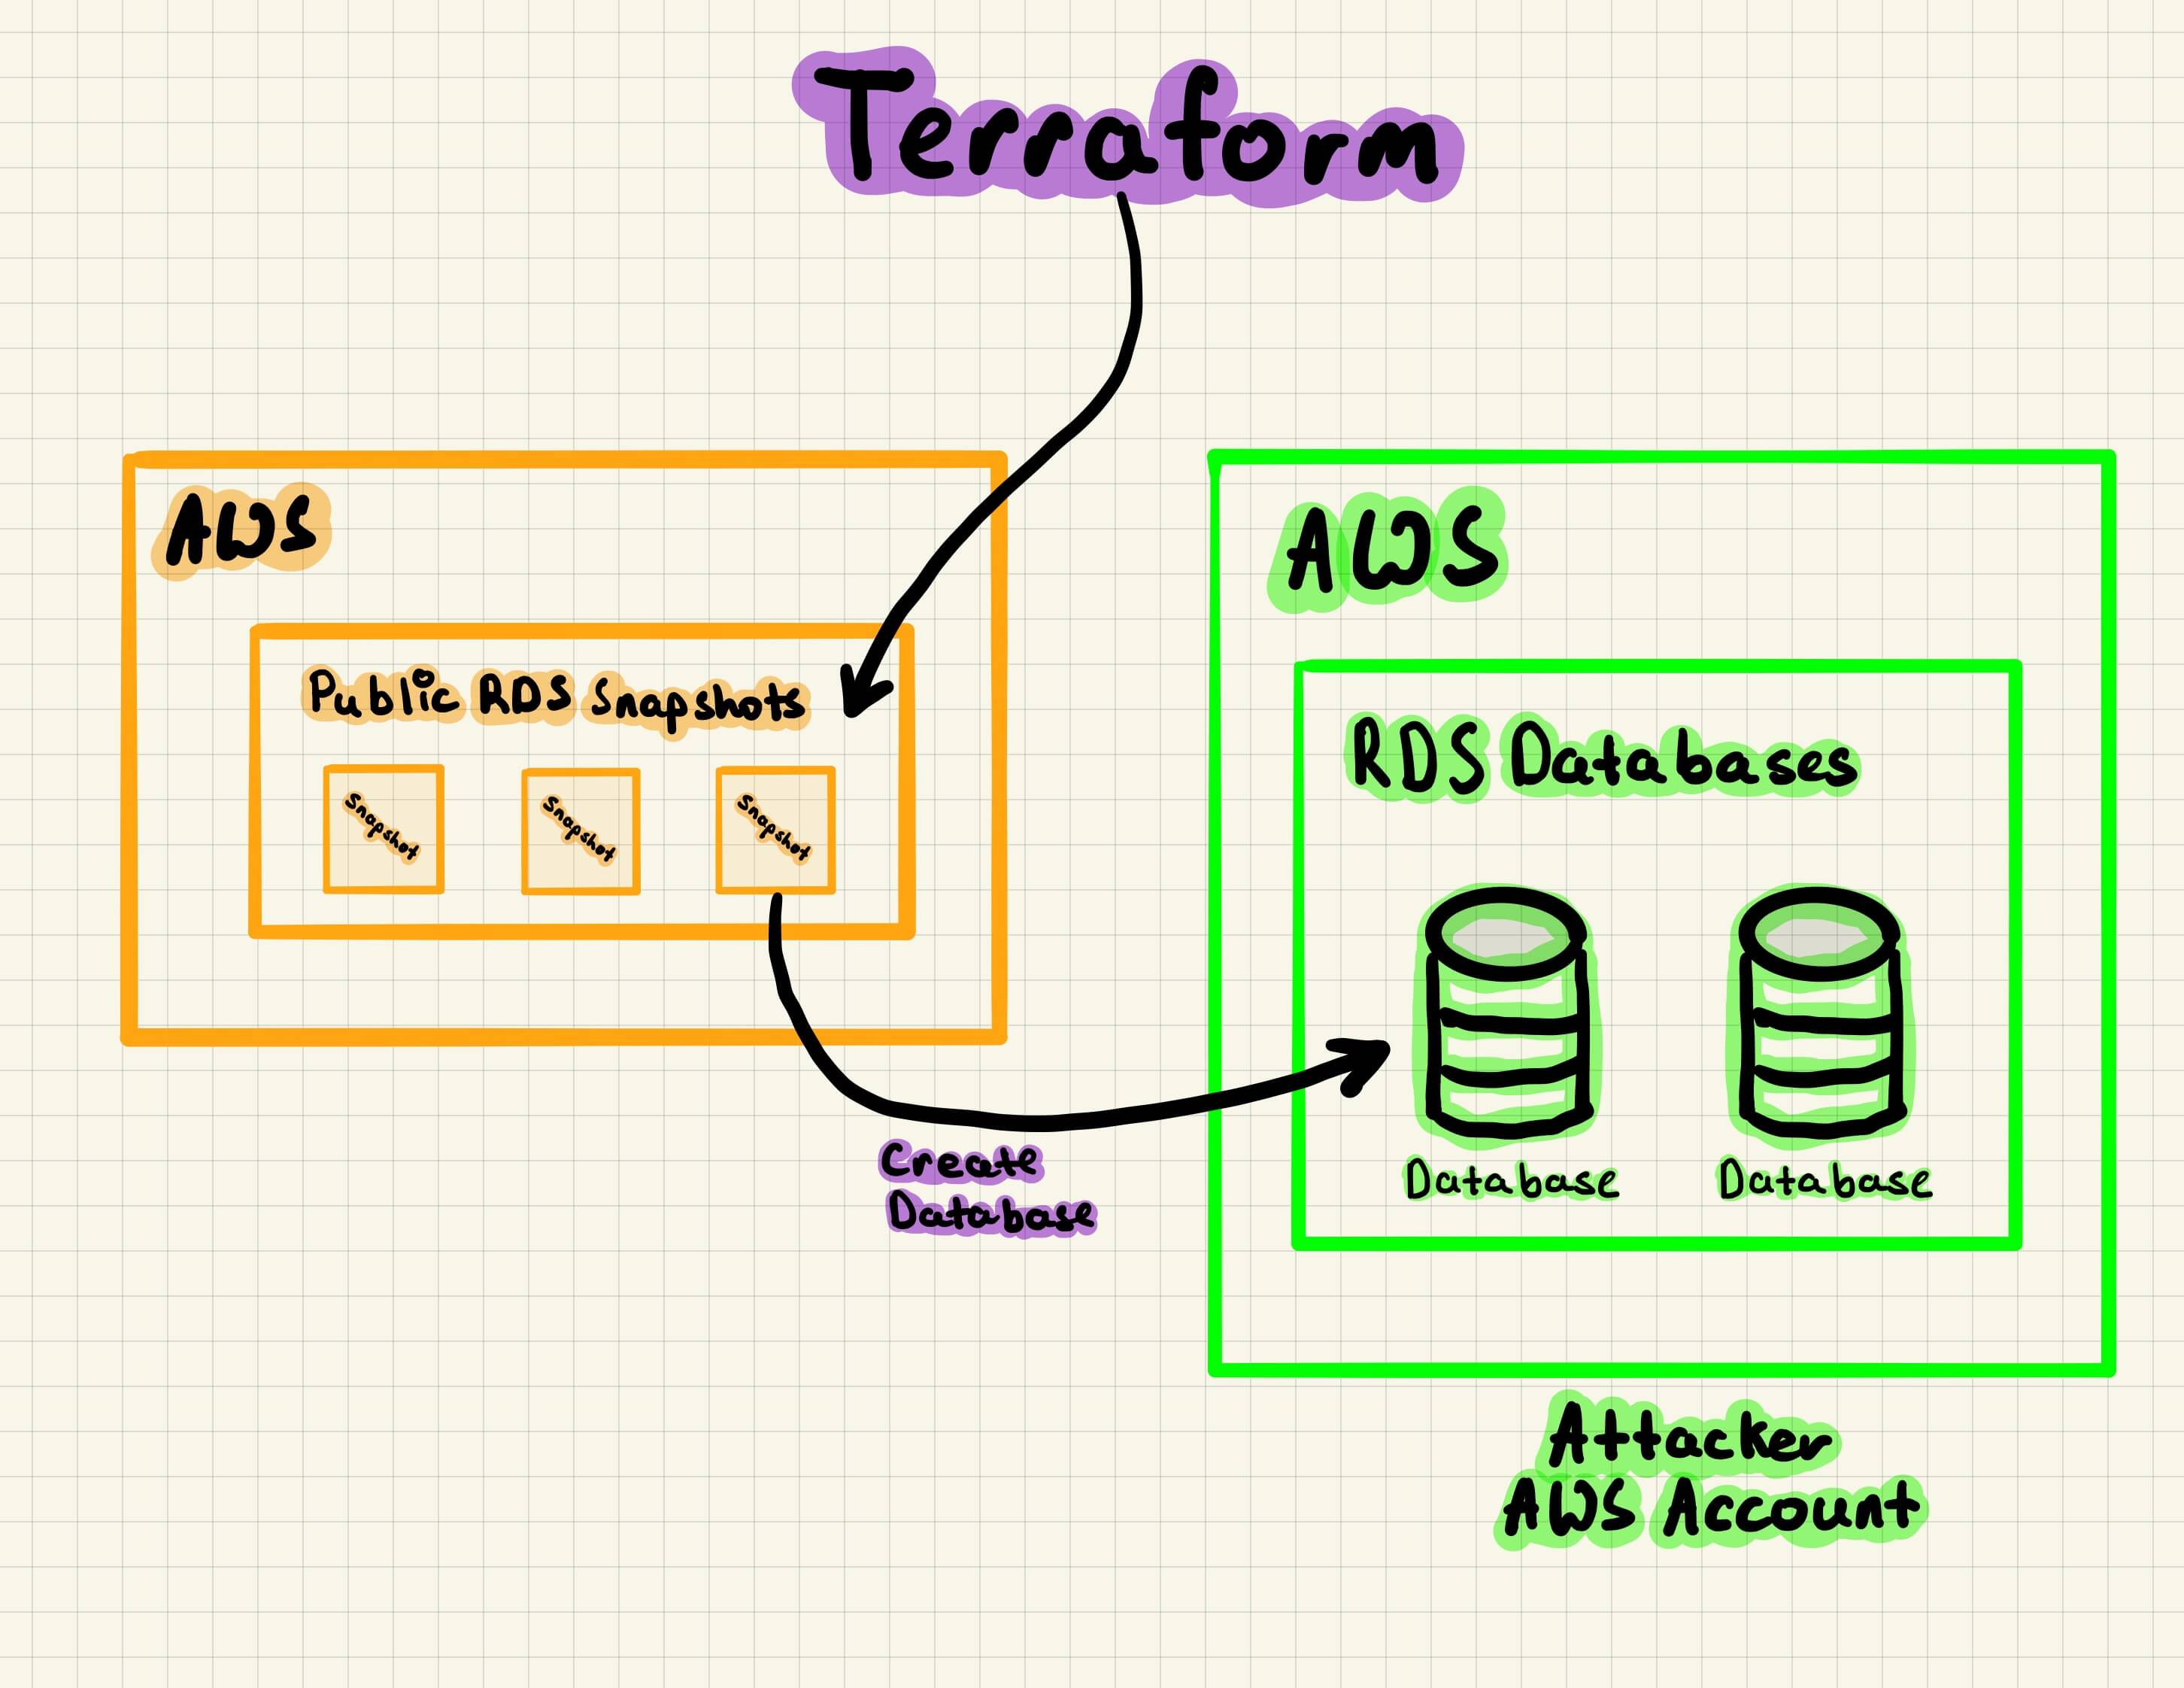 Terraform
AWS
Public RDS Snapshots
Snapshot
Snapshot
Snapshot
Create
Database
AWS
RDS Databases
Database
Database
Attacker
AWS Account